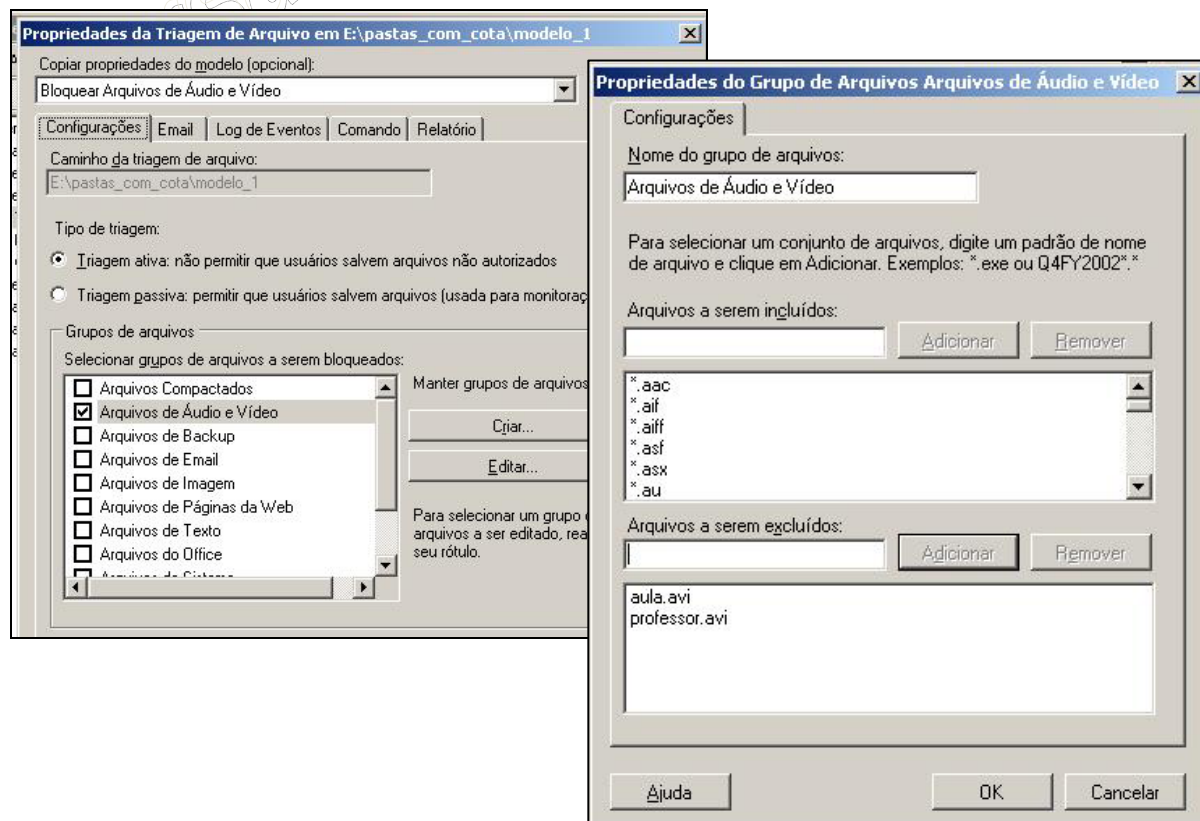 Propriedades da Triagem de Arquivo em E:\pastas_com_cota\modelo_1
Copiar propriedades do modelo (opcional):
Bloquear Arquivos de Áudio e Vídeo
Configurações
Email
Log de Eventos
Comando
Relatório
Caminho da triagem de arquivo:
E:\pastas_com_cota\modelo_1
Tipo de triagem:
Triagem ativa: não permitir que usuários salvem arquivos não autorizados
Triagem passiva: permitir que usuários salvem arquivos (usada para monitoraç
Grupos de arquivos
Selecionar grupos de arquivos a serem bloqueados:
Arquivos Compactados
Arquivos de Áudio e Vídeo
Arquivos de Backup
Arquivos de Email
Arquivos de Imagem
Arquivos de Páginas da Web
Arquivos de Texto
Arquivos do Office
Manter grupos de arquivos
Criar...
Editar...
Para selecionar um grupo
arquivos a ser editado, rea
seu rótulo.
Propriedades do Grupo de Arquivos Arquivos de Áudio e Vídeo
Configurações
Nome do grupo de arquivos:
Arquivos de Áudio e Vídeo
Para selecionar um conjunto de arquivos, digite um padrão de nome
de arquivo e clique em Adicionar. Exemplos: *.exe ou Q4FY2002*.*
Arquivos a serem incluídos:
Adicionar
Remover
*.aac
*.aif
*.aiff
*.asf
*.asx
*.au
Arquivos a serem excluídos:
Adicionar
Remover
aula.avi
professor.avi
Ajuda
OK
Cancelar